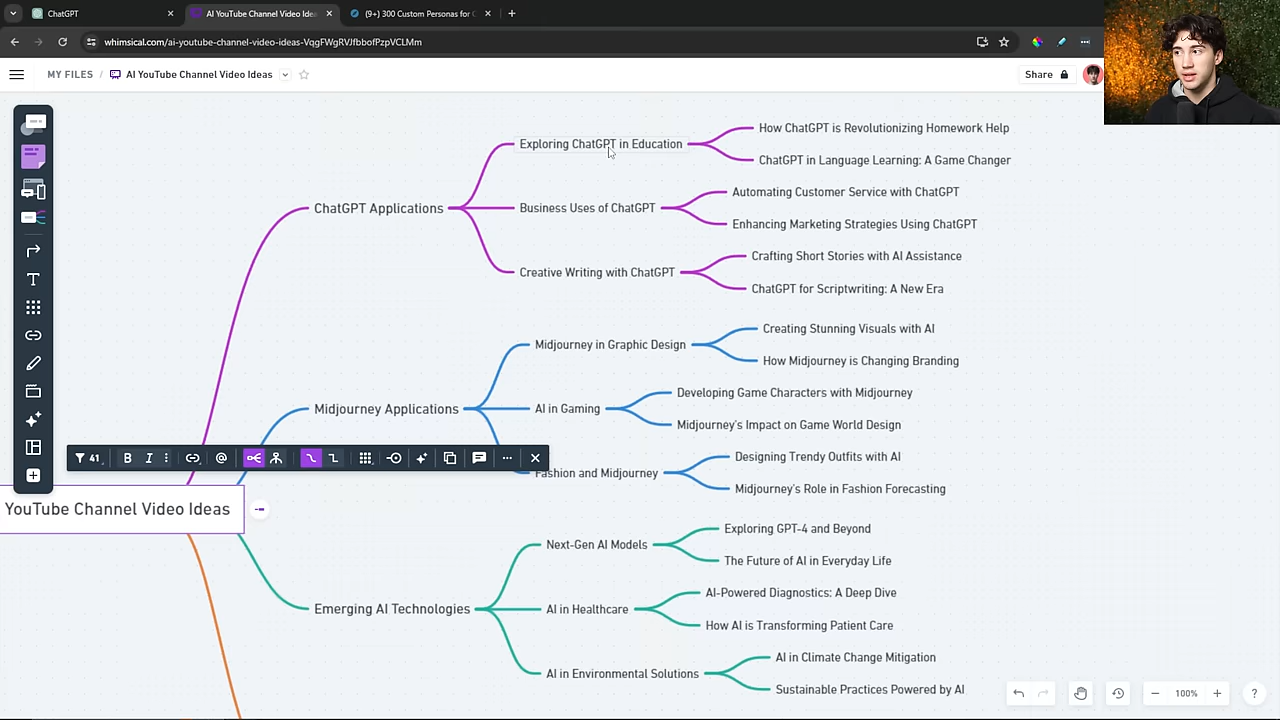 ChatGPT
AI YouTube Channel Video Ideas
(9+) 300 Custom Personas for C
whimsical.com/ai-youtube-channel-video-ideas-VqgFWgRVJfbbofPzpVCLMm
MY FILES / AI YouTube Channel Video Ideas
Share
Exploring ChatGPT in Education
How ChatGPT is Revolutionizing Homework Help
ChatGPT in Language Learning: A Game Changer
ChatGPT Applications
Business Uses of ChatGPT
Automating Customer Service with ChatGPT
Enhancing Marketing Strategies Using ChatGPT
Creative Writing with ChatGPT
Crafting Short Stories with AI Assistance
ChatGPT for Scriptwriting: A New Era
Midjourney in Graphic Design
Creating Stunning Visuals with AI
How Midjourney is Changing Branding
Midjourney Applications
AI in Gaming
Developing Game Characters with Midjourney
Midjourney's Impact on Game World Design
41
B I
Fashion and Midjourney
Designing Trendy Outfits with AI
Midjourney's Role in Fashion Forecasting
YouTube Channel Video Ideas
Next-Gen AI Models
Exploring GPT-4 and Beyond
The Future of AI in Everyday Life
Emerging AI Technologies
AI in Healthcare
AI-Powered Diagnostics: A Deep Dive
How AI is Transforming Patient Care
AI in Environmental Solutions
AI in Climate Change Mitigation
Sustainable Practices Powered by AI
100%